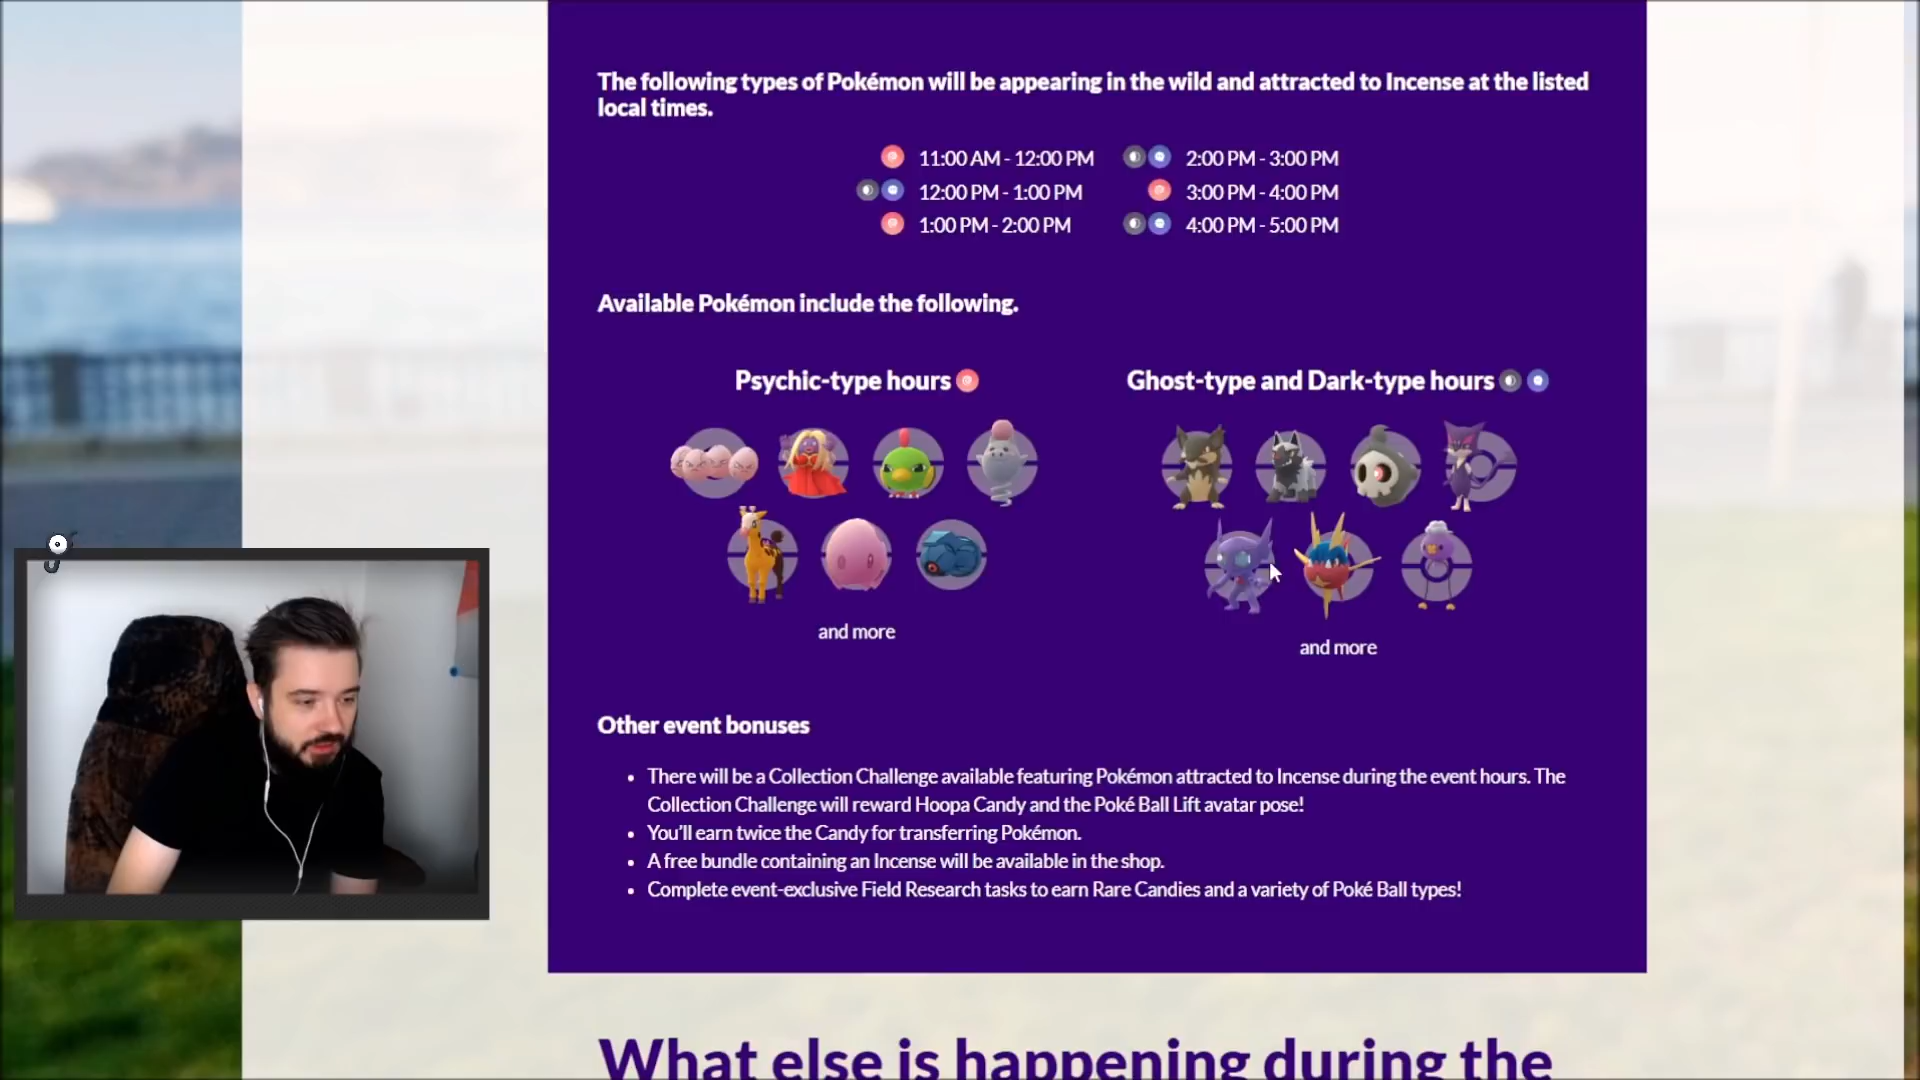 The following types of Pokémon will be appearing in the wild and attracted to Incense at the listed
local times.
11:00 AM - 12:00 PM
2:00 PM - 3:00 PM
12:00 PM - 1:00 PM
3:00 PM - 4:00 PM
1:00 PM - 2:00 PM
4:00 PM - 5:00 PM
Available Pokémon include the following.
Psychic-type hours
Ghost-type and Dark-type hours
and more
and more
Other event bonuses
• There will be a Collection Challenge available featuring Pokémon attracted to Incense during the event hours. The
Collection Challenge will reward Hoopa Candy and the Poké Ball Lift avatar pose!
• You'll earn twice the Candy for transferring Pokémon.
• A free bundle containing an Incense will be available in the shop.
• Complete event-exclusive Field Research tasks to earn Rare Candies and a variety of Poké Ball types!
What else is happening during the